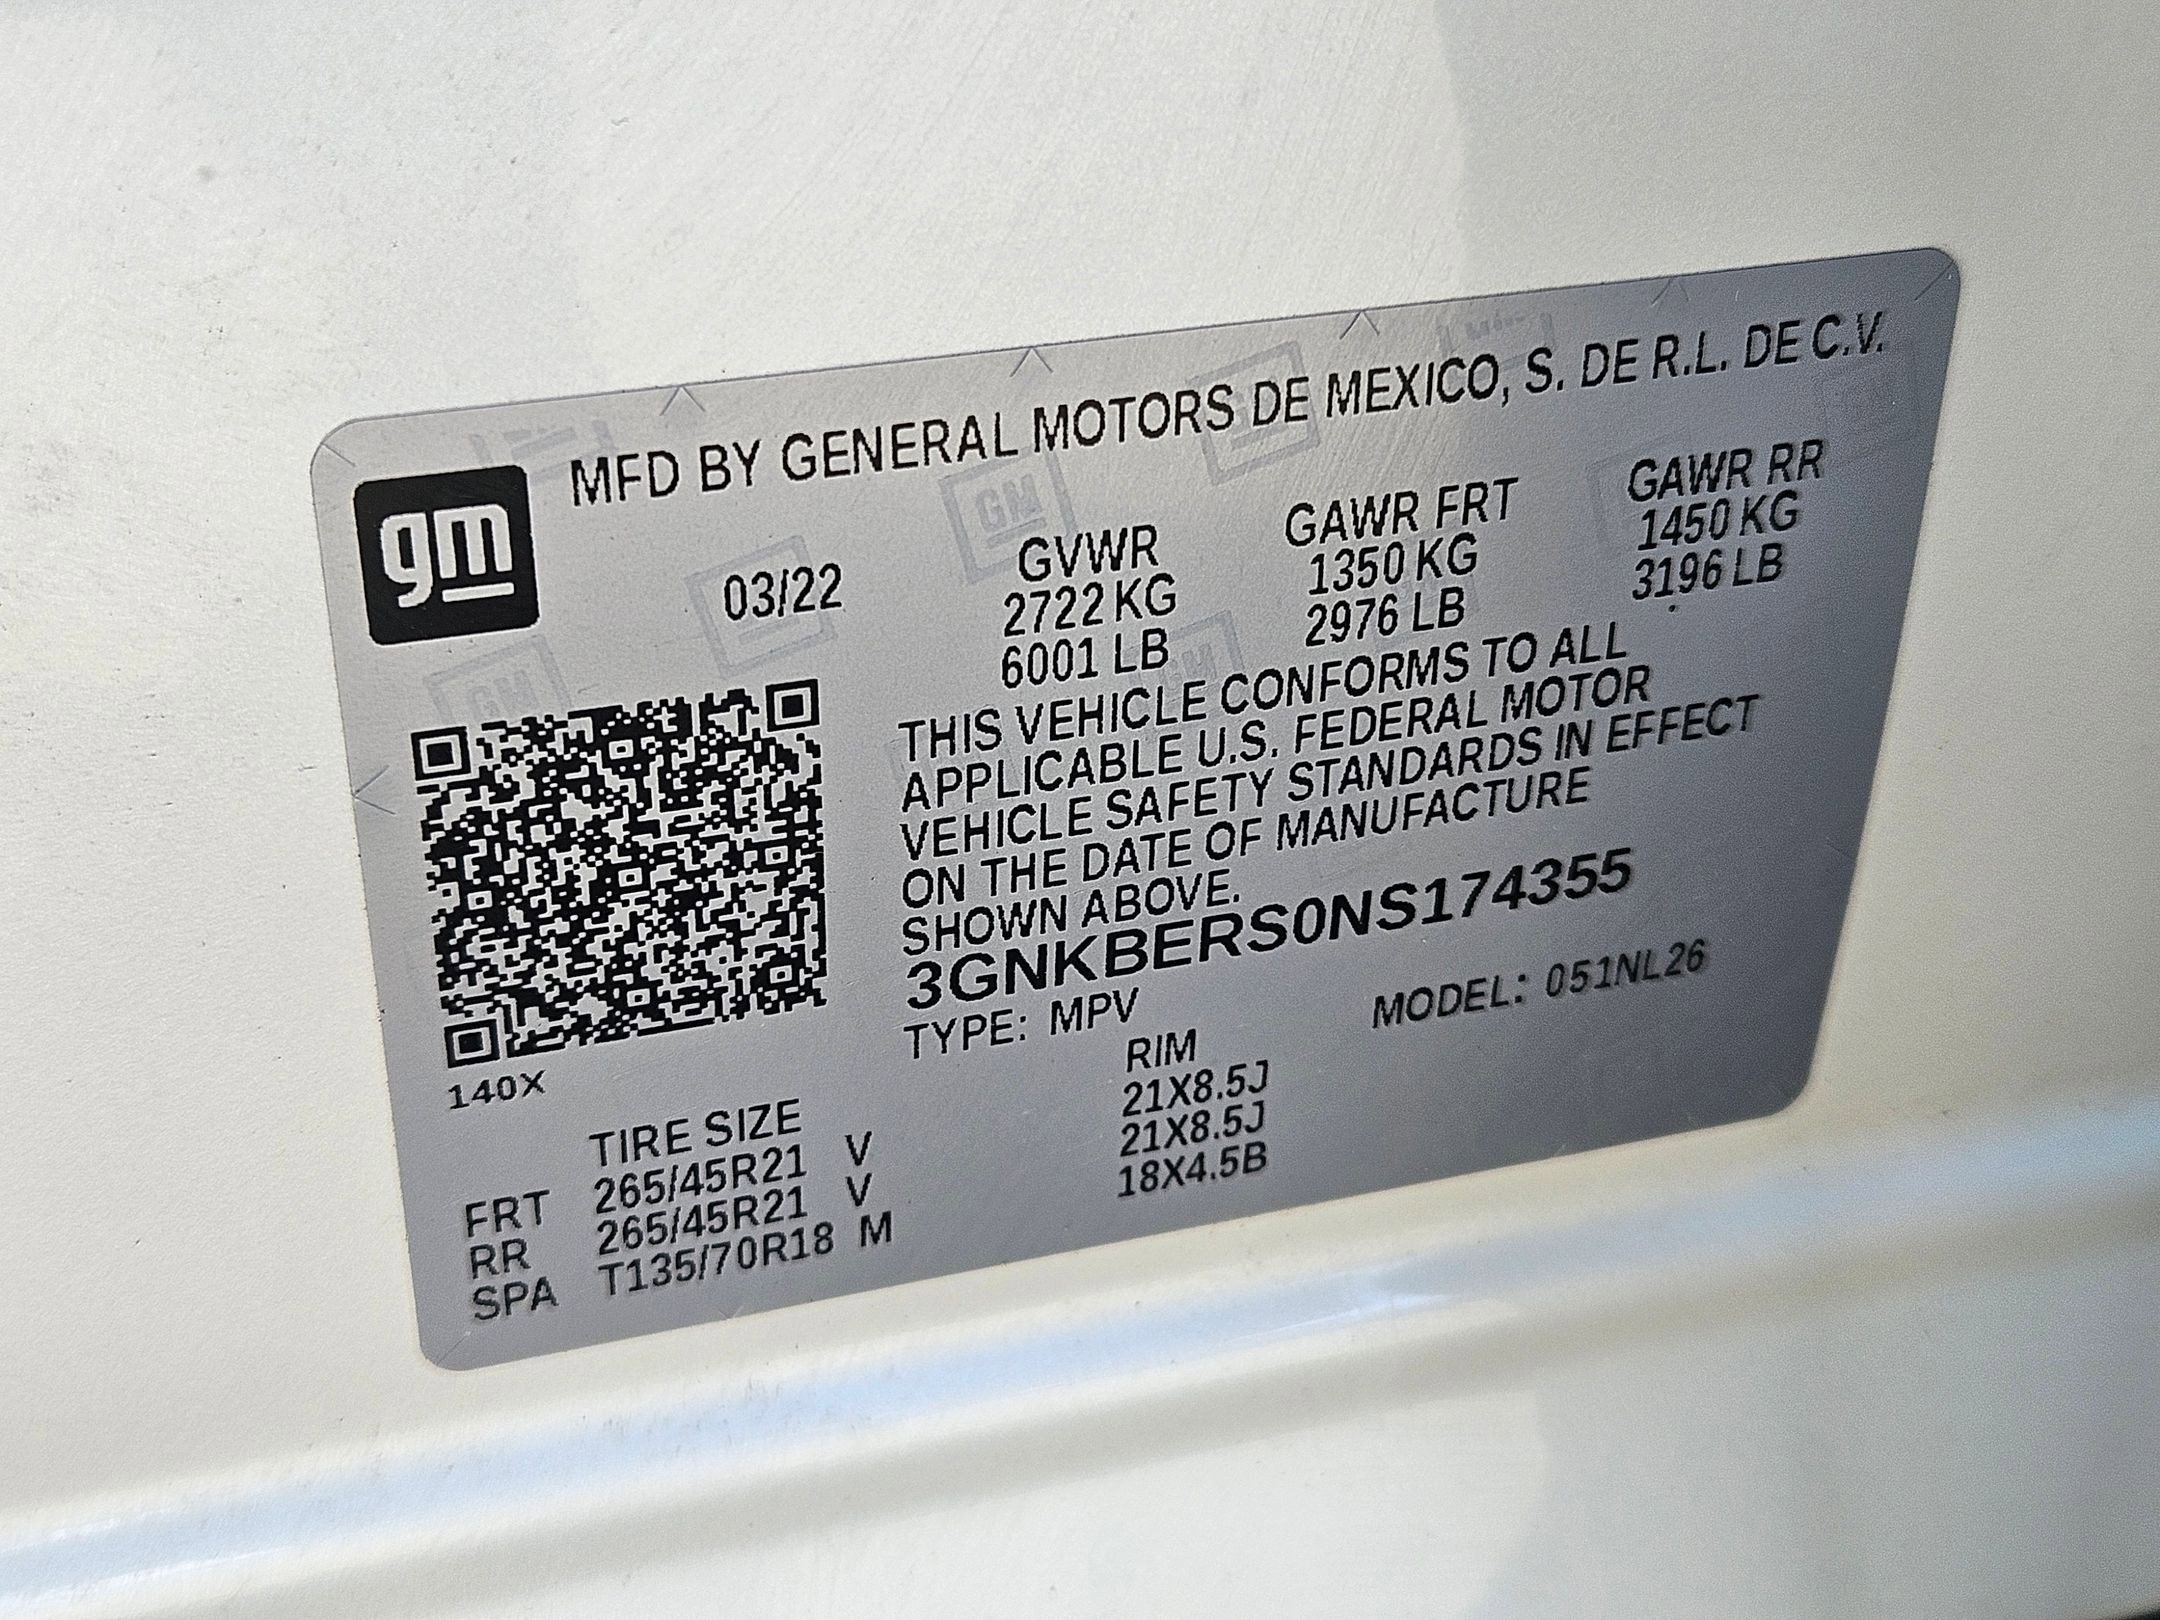 MFD BY GENERAL MOTORS DE MEXICO, S. DE R.L. DE C.V.
gm
03/22
GVWR
2722 KG
6001 LB
GAWR FRT
1350 KG
2976 LB
GAWR RR
1450 KG
3196 LB
THIS VEHICLE CONFORMS TO ALL
APPLICABLE U.S. FEDERAL MOTOR
VEHICLE SAFETY STANDARDS IN EFFECT
ON THE DATE OF MANUFACTURE
SHOWN ABOVE.
3GNKBERS0NS174355
TYPE: MPV MODEL: 051NL26
140X
TIRE SIZE RIM
FRT 265/45R21 V 21X8.5J
RR 265/45R21 V 21X8.5J
SPA T135/70R18 M 18X4.5B
GM
GM
GM